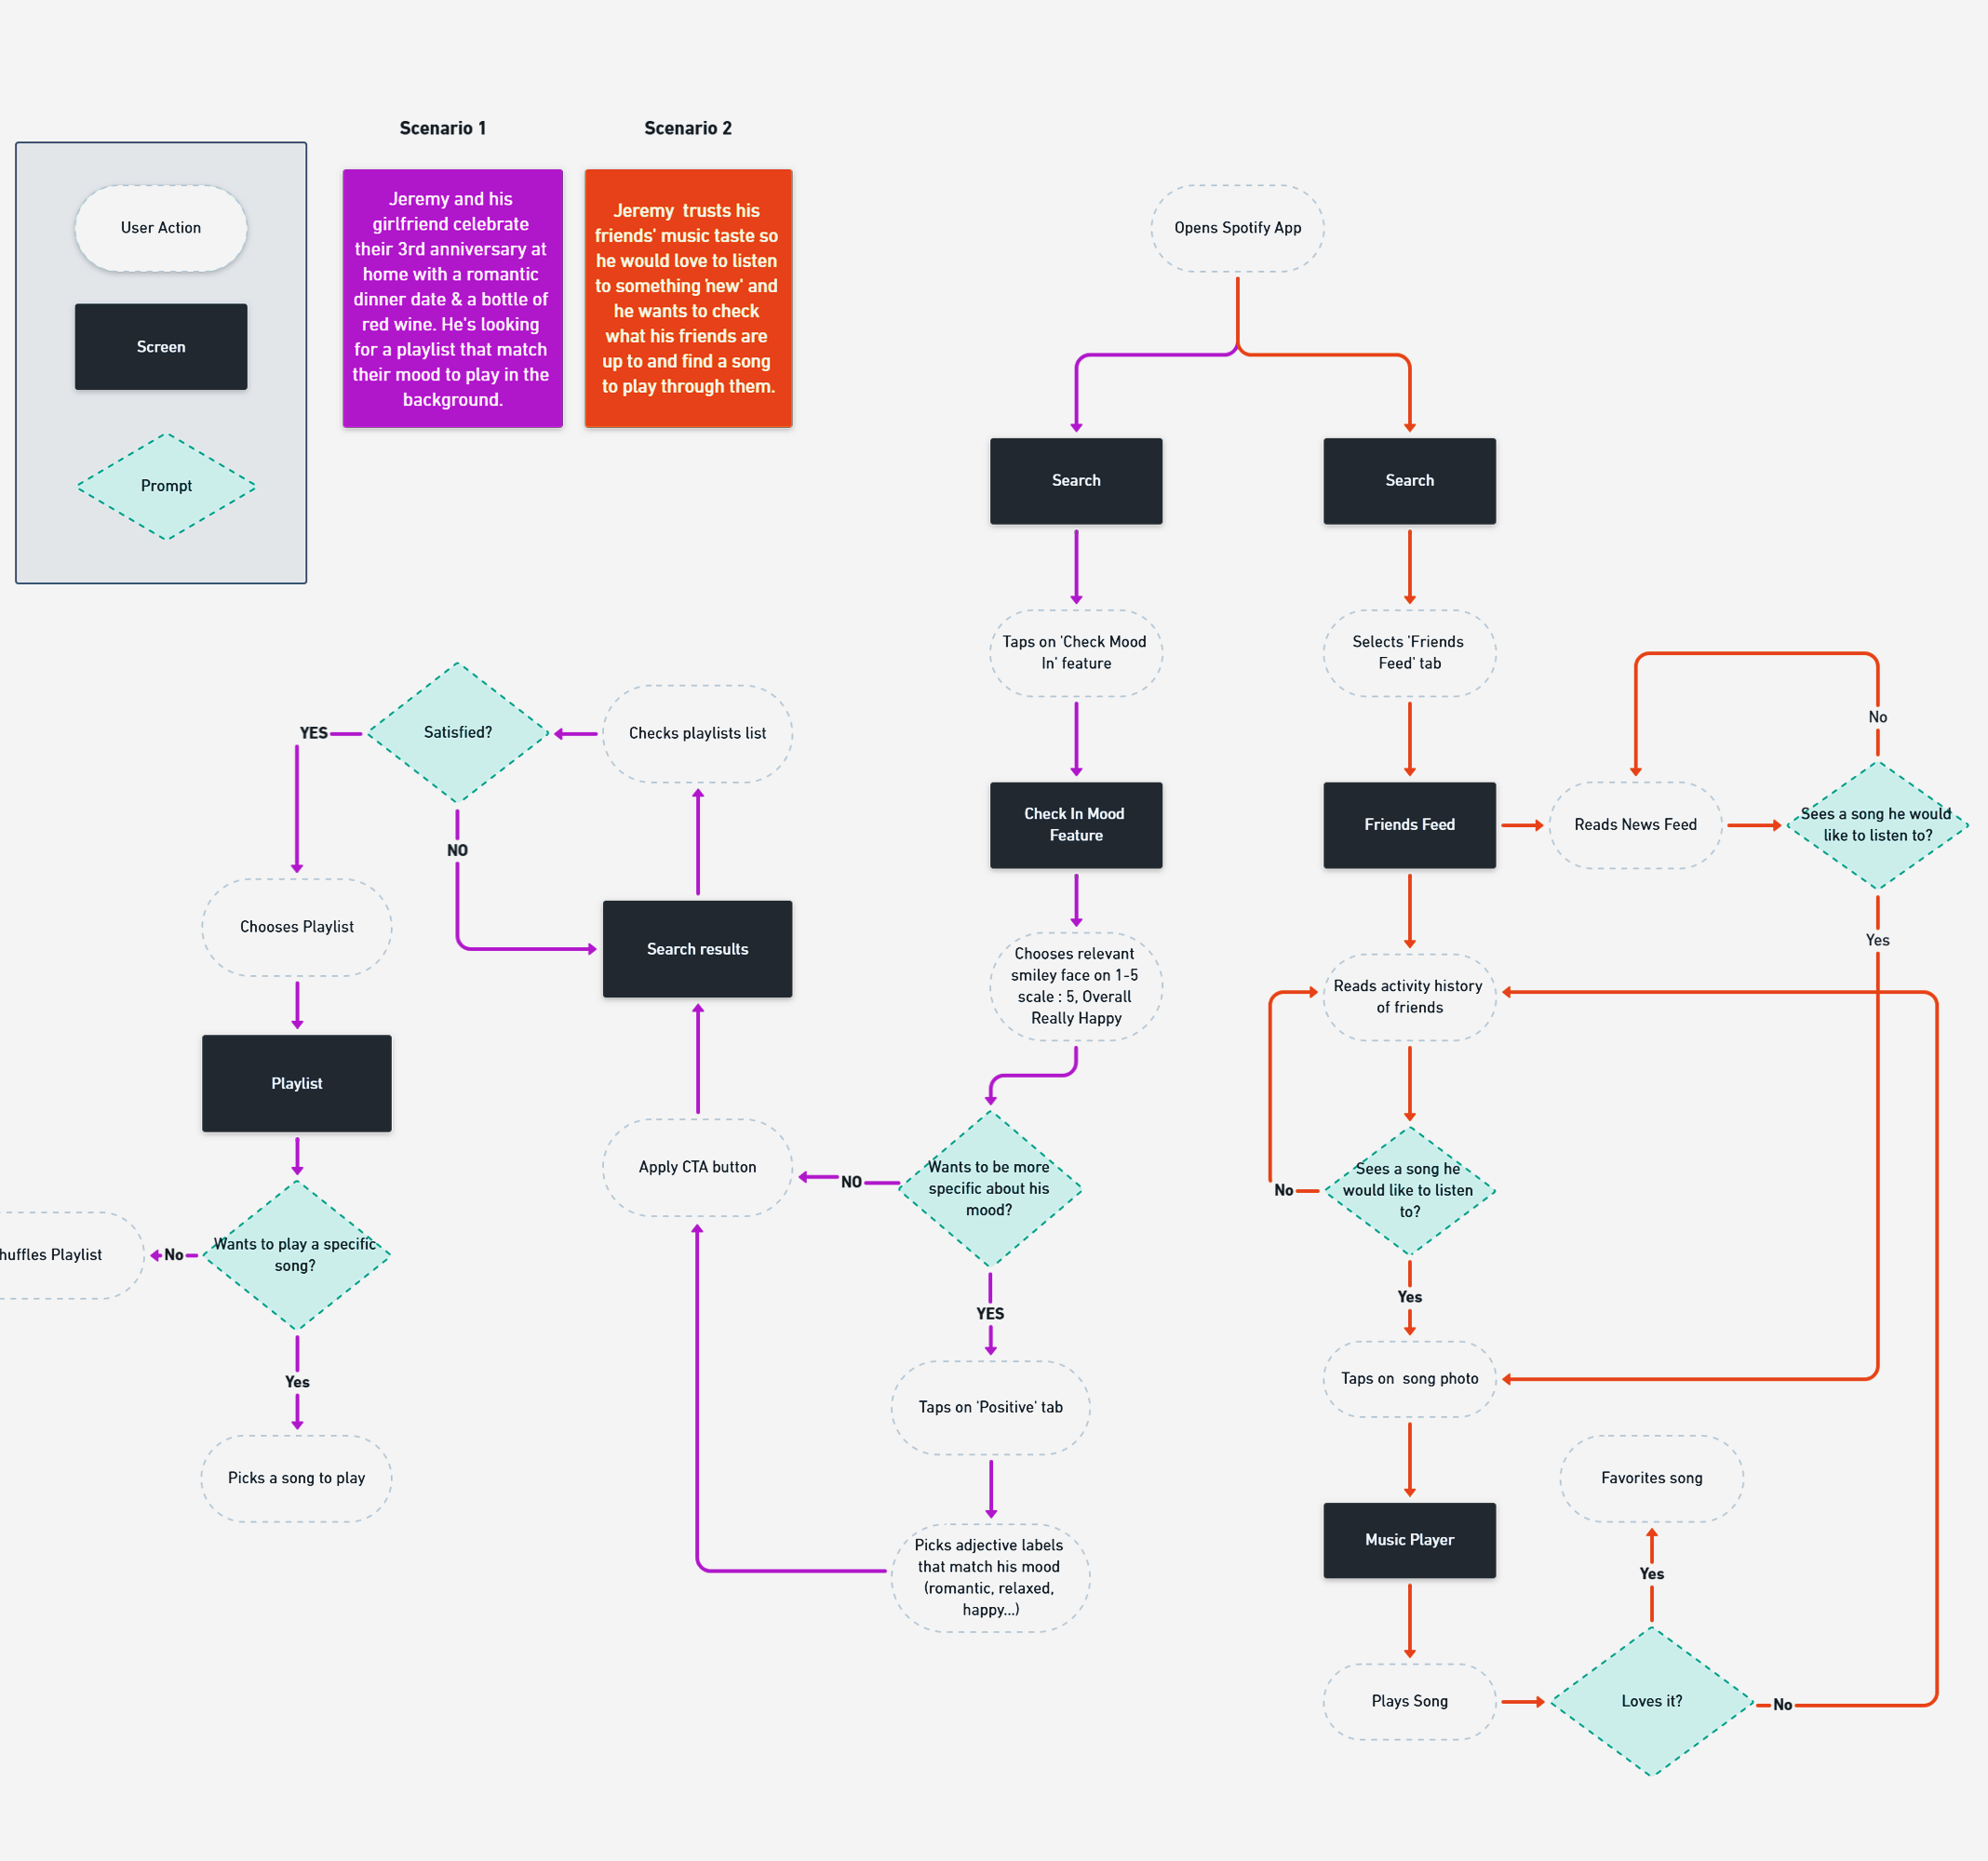 Scenario 1
Scenario 2
User Action
Screen
Prompt
Jeremy and his
girlfriend celebrate
their 3rd anniversary at
home with a romantic
dinner date & a bottle of
red wine. He's looking
for a playlist that match
their mood to play in the
background.
Jeremy trusts his
friends' music taste so
he would love to listen
to something 'new' and
he wants to check
what his friends are
up to and find a song
to play through them.
Opens Spotify App
Search
Search
Taps on 'Check Mood
In' feature
Selects 'Friends
Feed' tab
Check In Mood
Feature
Friends Feed
Reads News Feed
Sees a song he would
like to listen to?
No
Yes
Chooses relevant
smiley face on 1-5
scale : 5, Overall
Really Happy
Reads activity history
of friends
Wants to be more
specific about his
mood?
NO
YES
Sees a song he
would like to listen
to?
No
Yes
Apply CTA button
Search results
Checks playlists list
Satisfied?
YES
NO
Chooses Playlist
Playlist
Wants to play a specific
song?
No
huffles Playlist
Yes
Picks a song to play
Taps on 'Positive' tab
Picks adjective labels
that match his mood
(romantic, relaxed,
happy...)
Taps on song photo
Music Player
Plays Song
Loves it?
Yes
No
Favorites song